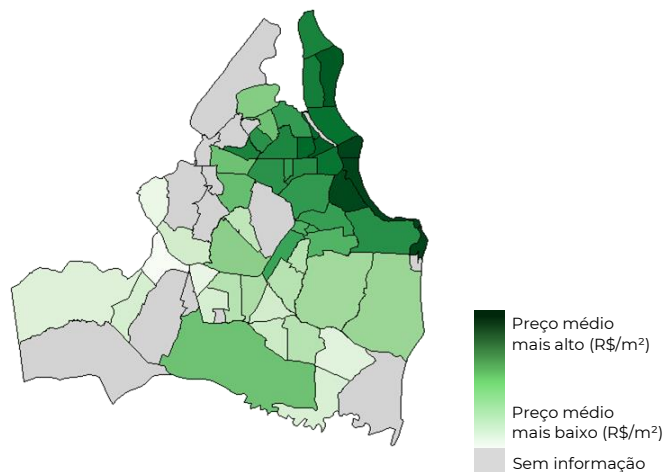 Preço médio
mais alto (R$/m²)
Preço médio
mais baixo (R$/m²)
Sem informação